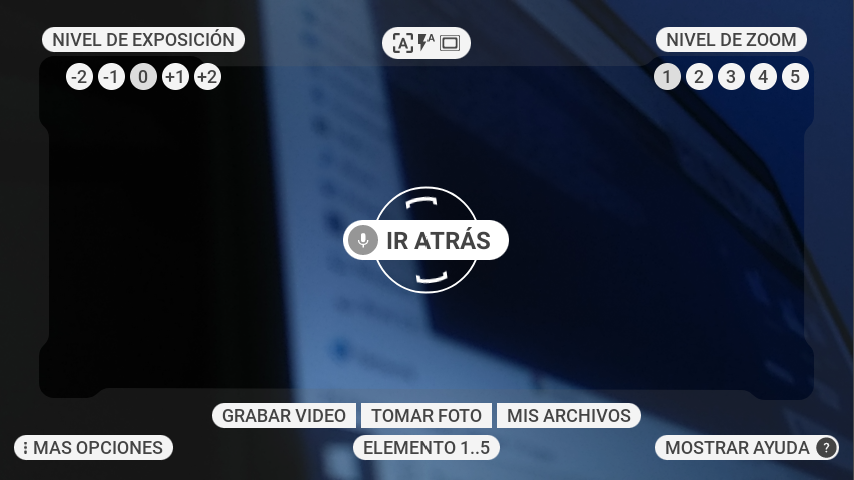 NIVEL DE EXPOSICIÓN
A
A
NIVEL DE ZOOM
-2 -1 0 +1 +2
1 2 3 4 5
IR ATRÁS
GRABAR VIDEO TOMAR FOTO MIS ARCHIVOS
MAS OPCIONES
ELEMENTO 1..5
MOSTRAR AYUDA ?